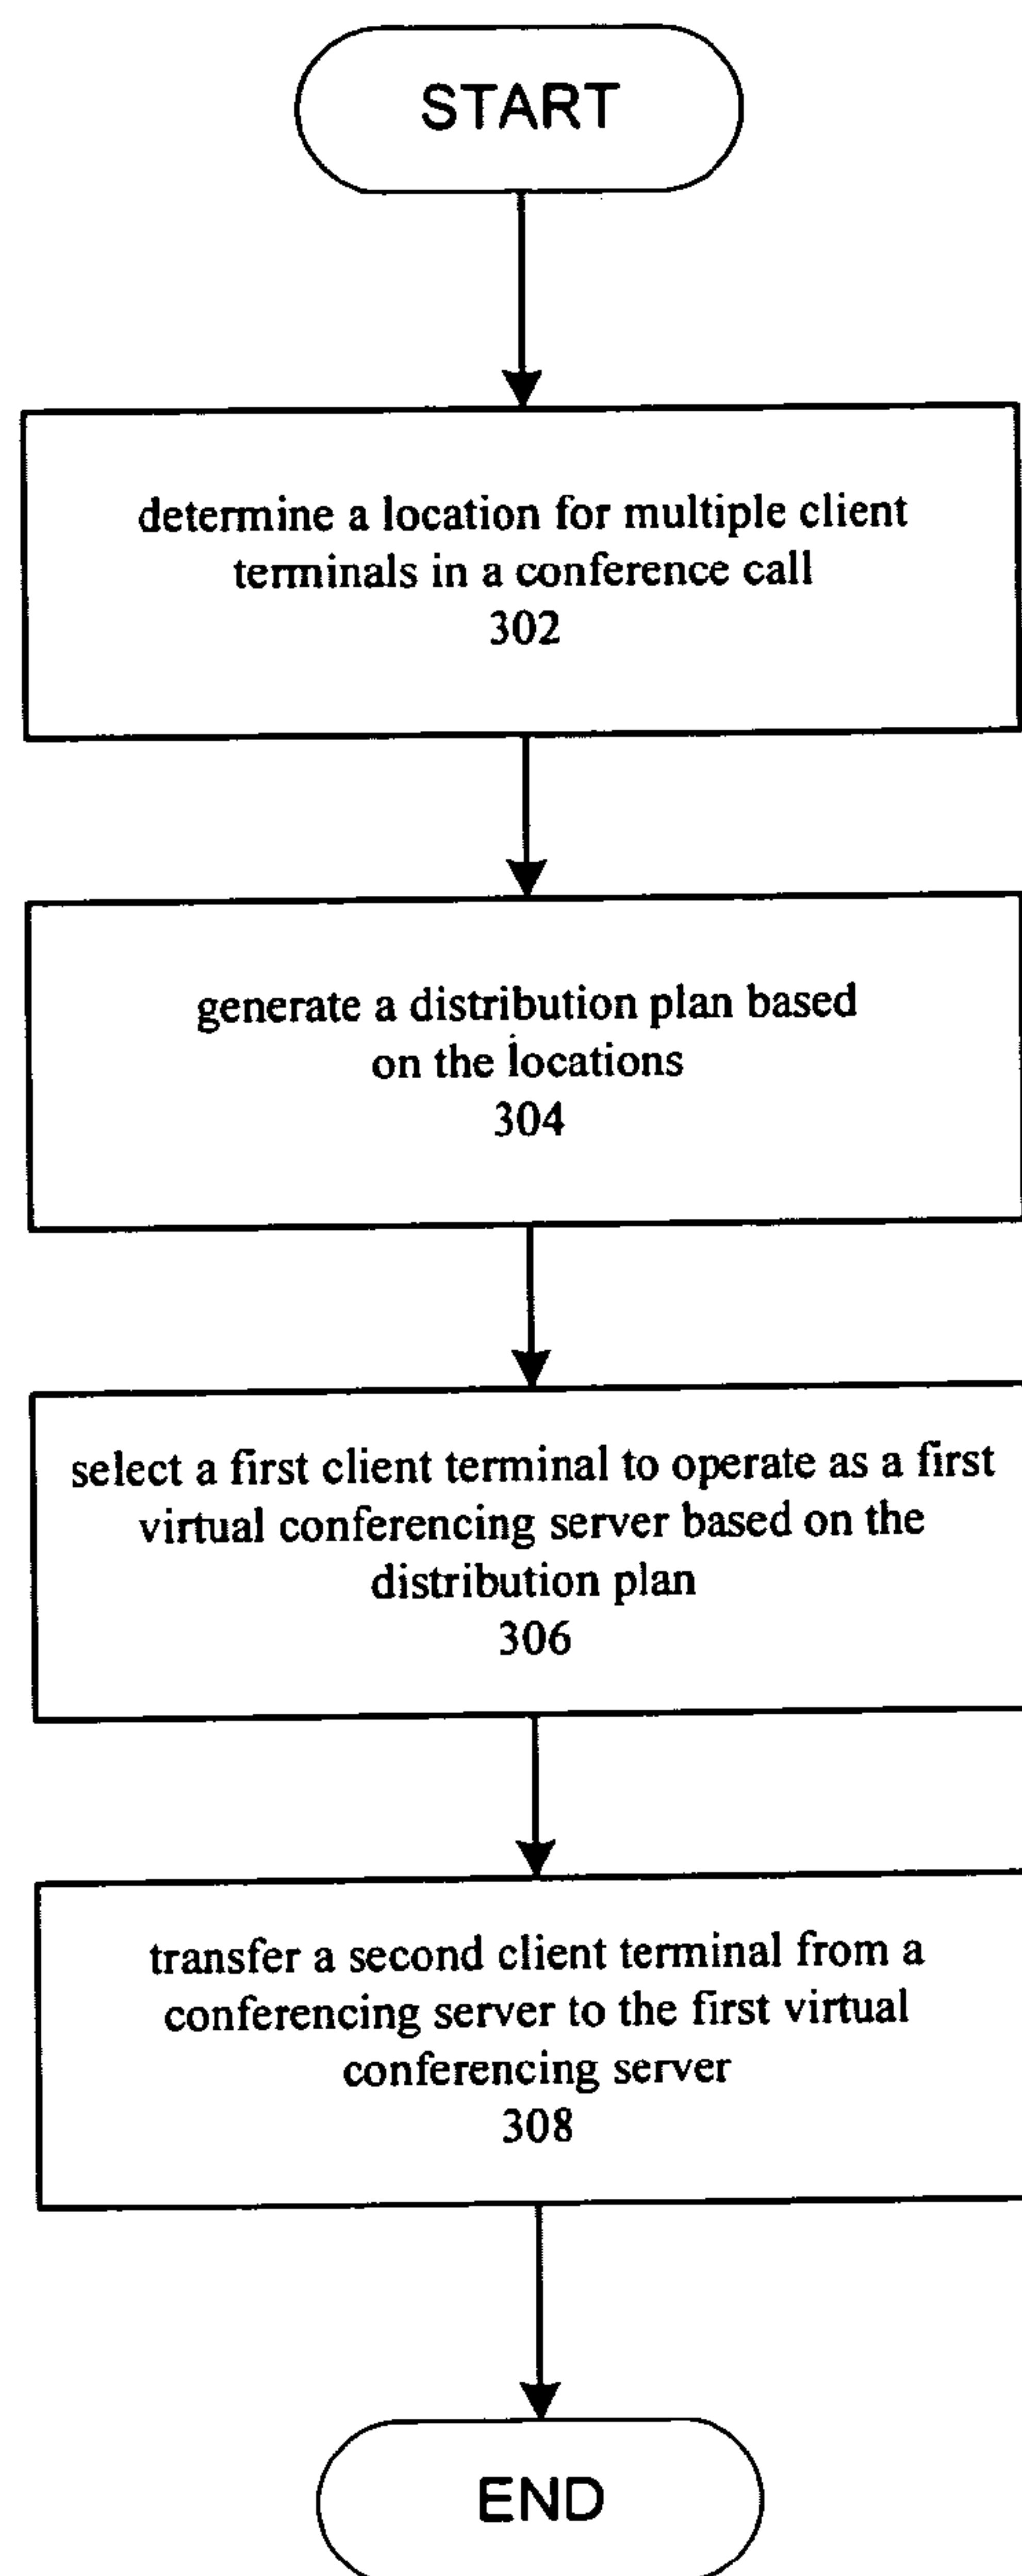 START
determine a location for multiple client
terminals in a conference call
302
generate a distribution plan based
on the locations
304
select a first client terminal to operate as a first
virtual conferencing server based on the
distribution plan
306
transfer a second client terminal from a
conferencing server to the first virtual
conferencing server
308
END